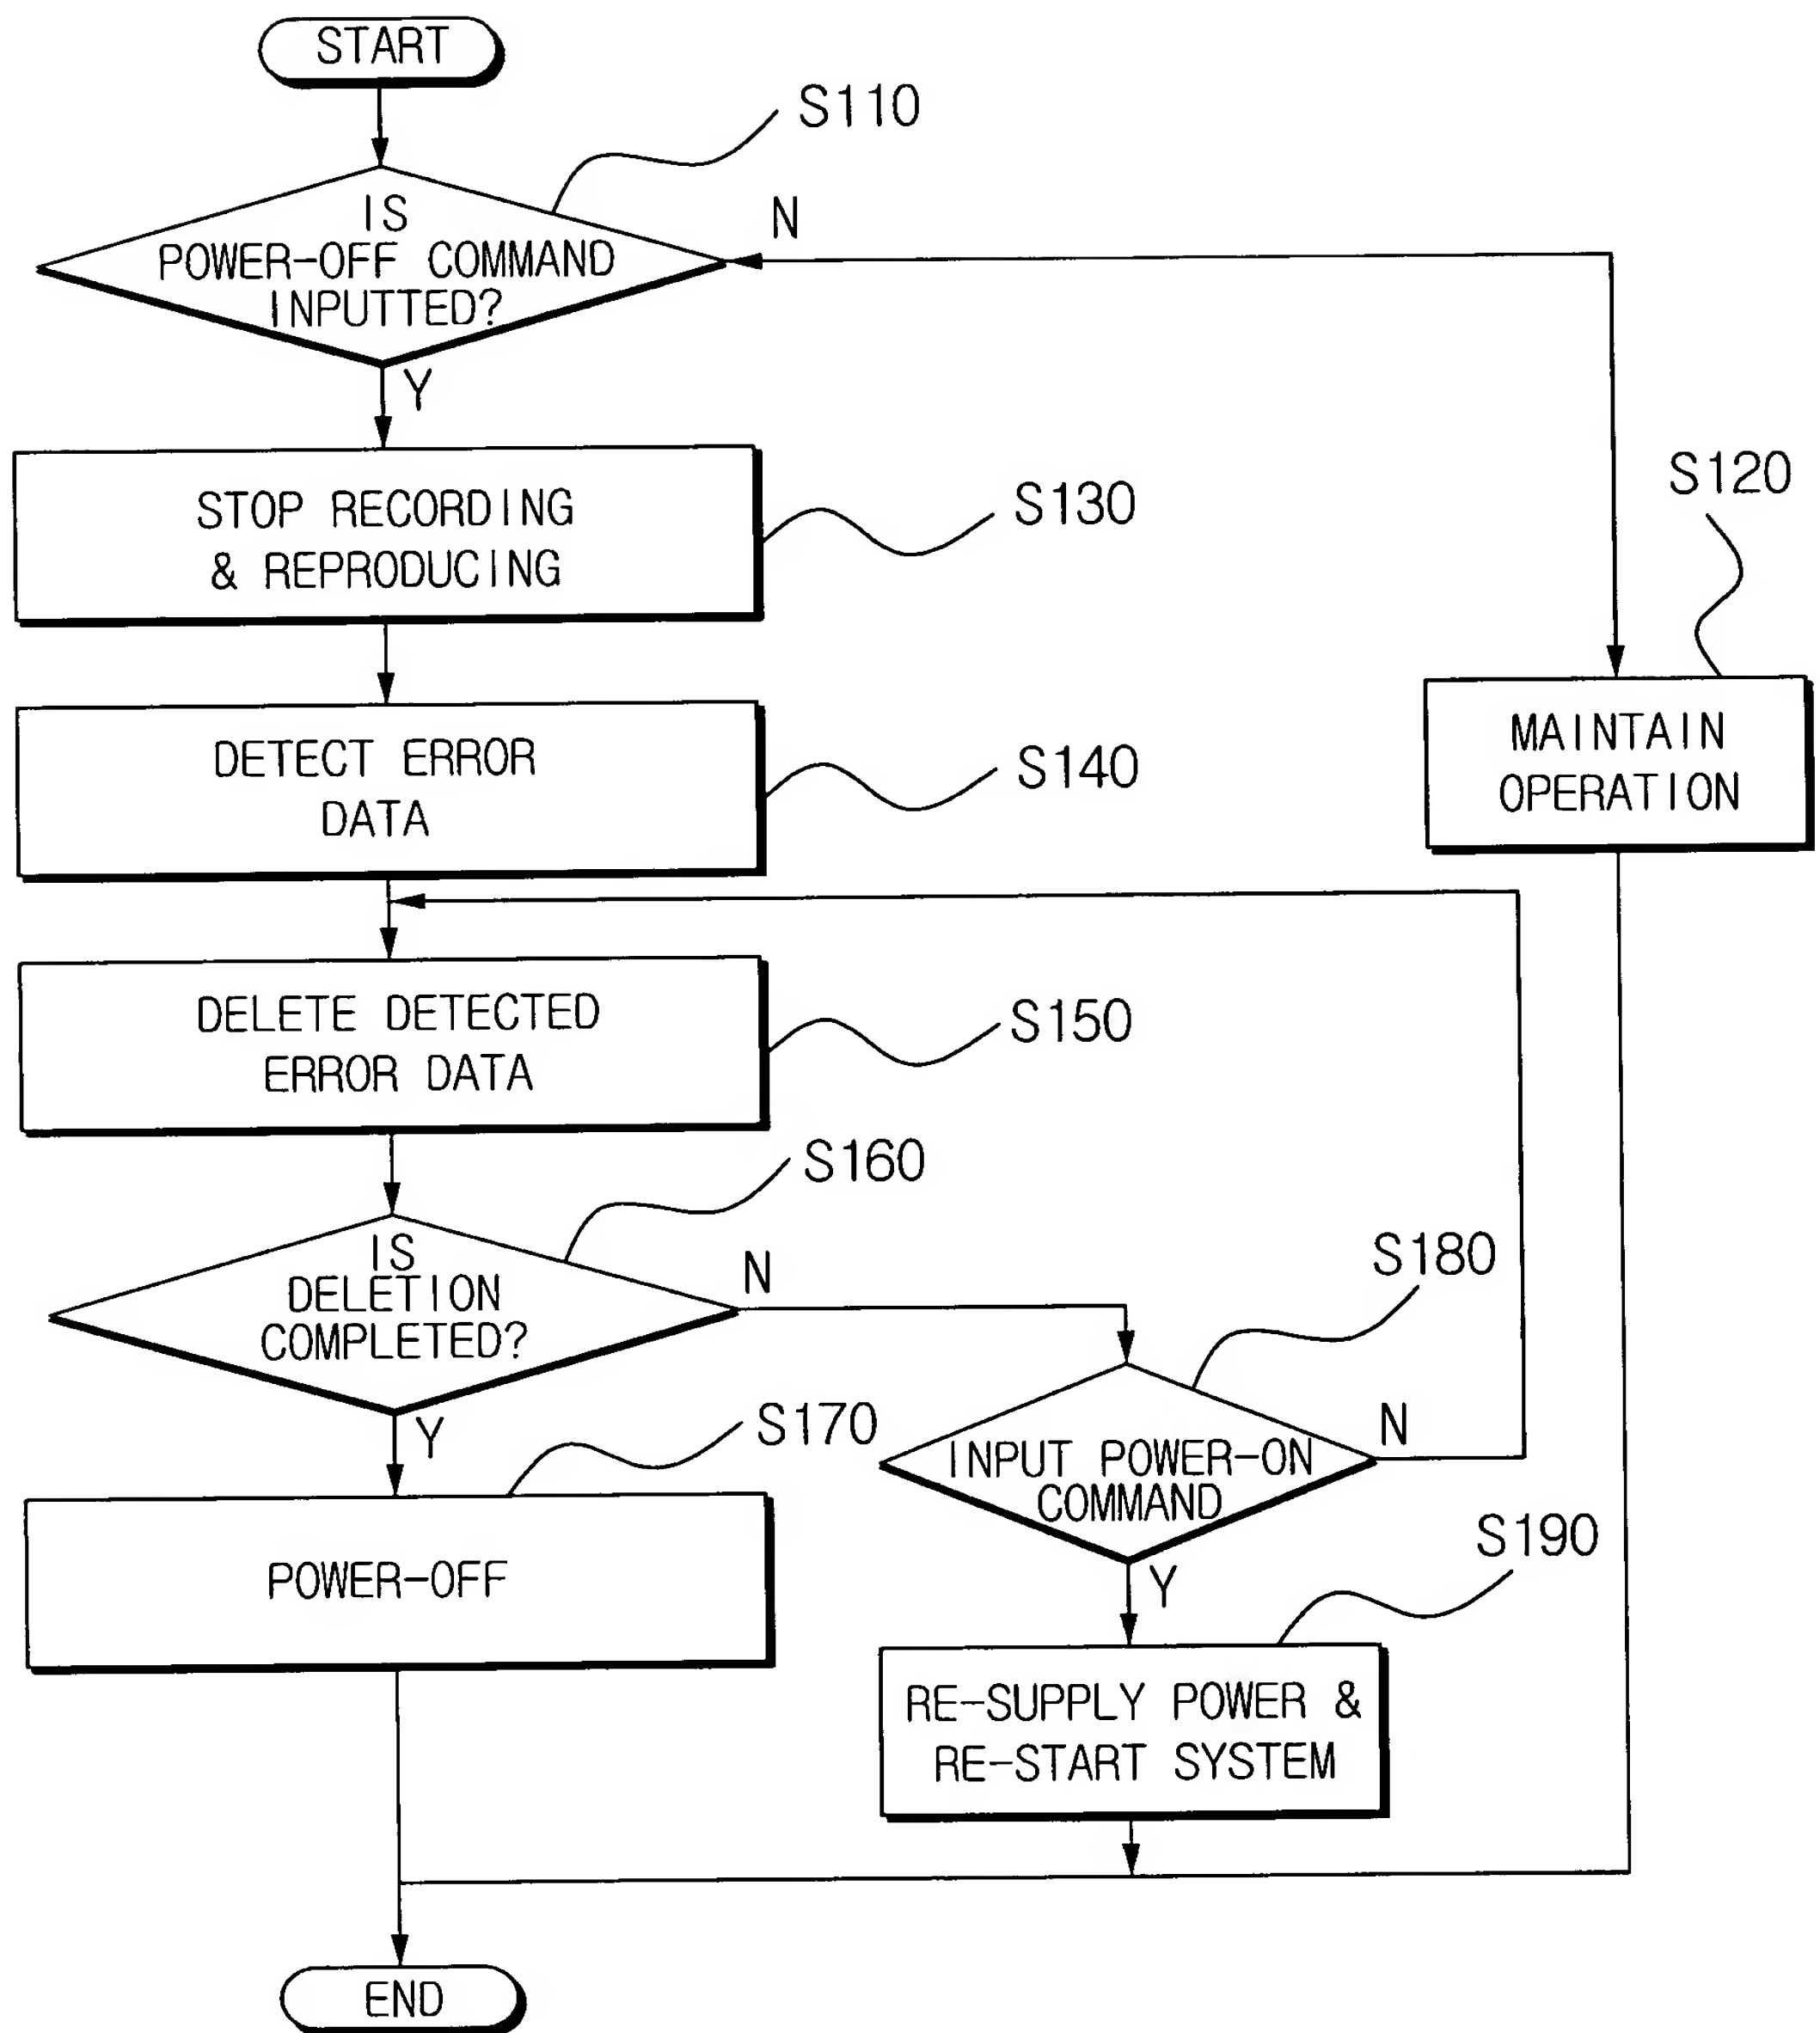 START
S110
IS
POWER-OFF COMMAND
INPUTTED?
N
Y
STOP RECORDING
& REPRODUCING
S130
S120
MAINTAIN
OPERATION
DETECT ERROR
DATA
S140
DELETE DETECTED
ERROR DATA
S150
S160
IS
DELETION
COMPLETED?
N
Y
S180
INPUT POWER-ON
COMMAND
N
Y
S170
POWER-OFF
S190
RE-SUPPLY POWER &
RE-START SYSTEM
END